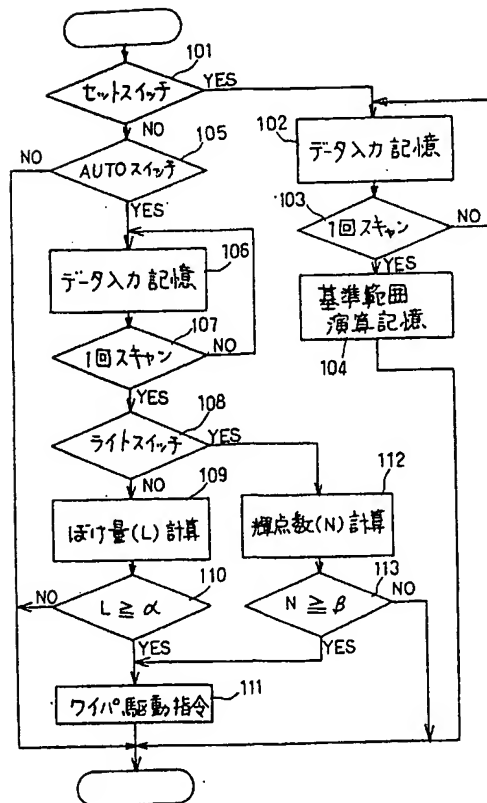 101
セットスイッチ
YES
NO
105
NO
AUTOスイッチ
YES
102
データ入力記憶
103
1回スキャン
NO
YES
基準範囲
演算記憶
104
106
データ入力記憶
107
1回スキャン
NO
YES
108
ライトスイッチ
YES
NO
109
ぼけ量(L)計算
112
輝点数(N)計算
110
NO
L ≧ α
YES
113
N ≧ β
NO
YES
111
ワイパ駆動指令